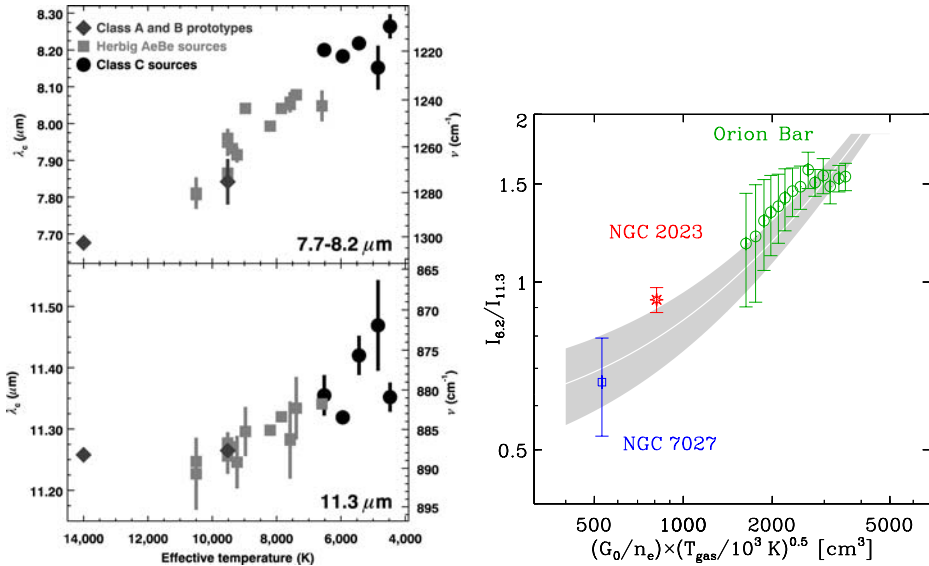 8.30
8.20
8.10
8.00
7.90
7.80
7.70
λc (μm)
Class A and B prototypes
Herbig AeBe sources
Class C sources
7.7-8.2 μm
1220
1240
1260
1280
1300
ν (cm⁻¹)
11.50
11.40
11.30
11.20
λc (μm)
11.3 μm
865
870
875
880
885
890
895
ν (cm⁻¹)
14,000
12,000
10,000
8,000
6,000
4,000
Effective temperature (K)
2
1.5
1
0.5
I6.2/I11.3
Orion Bar
NGC 2023
NGC 7027
500
1000
2000
5000
(G0/ne)×(Tgas/10³ K)⁰·⁵ [cm³]